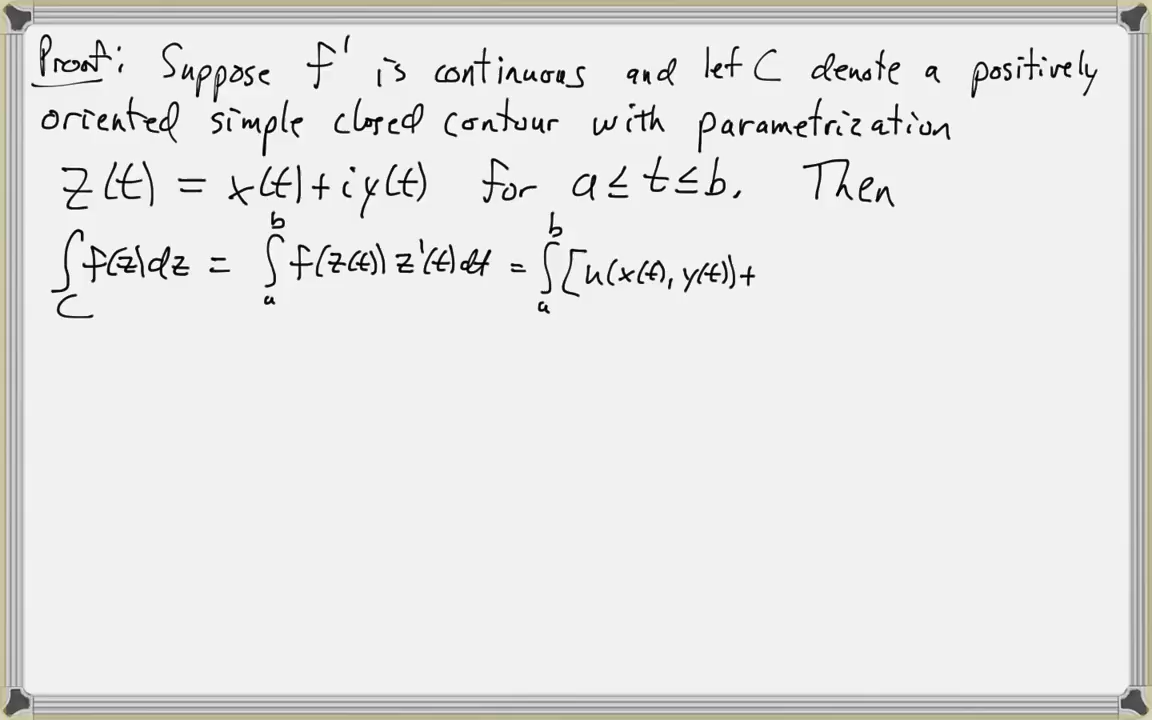 Proof: Suppose f' is continuous and let C denote a positively
oriented simple closed contour with parametrization
z(t) = x(t) + i y(t) for a ≤ t ≤ b. Then
∫_C f(z)dz = ∫_a^b f(z(t)) z'(t) dt = ∫_a^b [u(x(t), y(t)) +